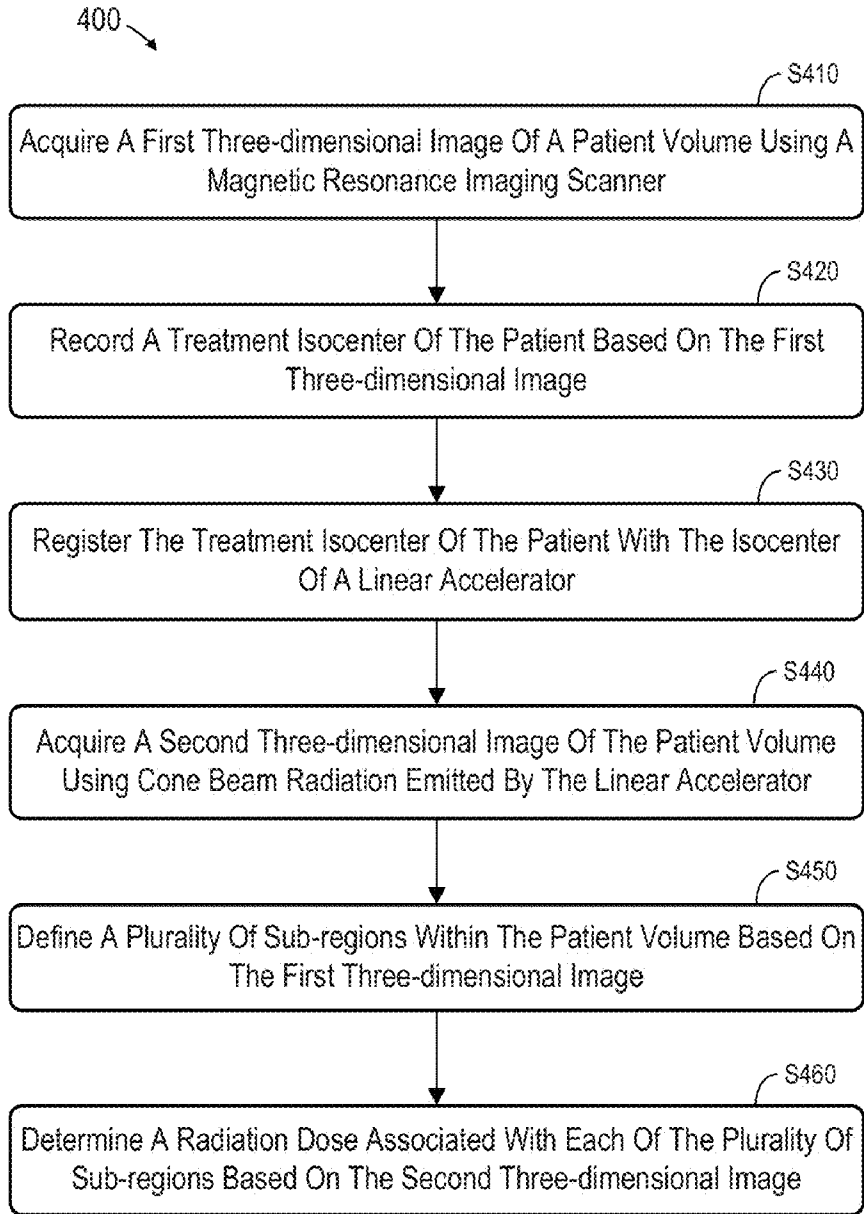 400
S410
Acquire A First Three-dimensional Image Of A Patient Volume Using A
Magnetic Resonance Imaging Scanner
S420
Record A Treatment Isocenter Of The Patient Based On The First
Three-dimensional Image
S430
Register The Treatment Isocenter Of The Patient With The Isocenter
Of A Linear Accelerator
S440
Acquire A Second Three-dimensional Image Of The Patient Volume
Using Cone Beam Radiation Emitted By The Linear Accelerator
S450
Define A Plurality Of Sub-regions Within The Patient Volume Based On
The First Three-dimensional Image
S460
Determine A Radiation Dose Associated With Each Of The Plurality Of
Sub-regions Based On The Second Three-dimensional Image